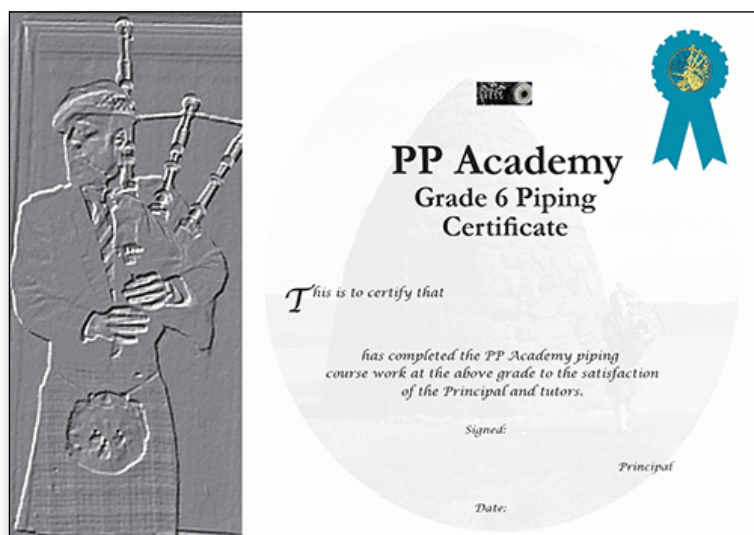 PP Academy
Grade 6 Piping
Certificate
This is to certify that
has completed the PP Academy piping
course work at the above grade to the satisfaction
of the Principal and tutors.
Signed:
Principal
Date: